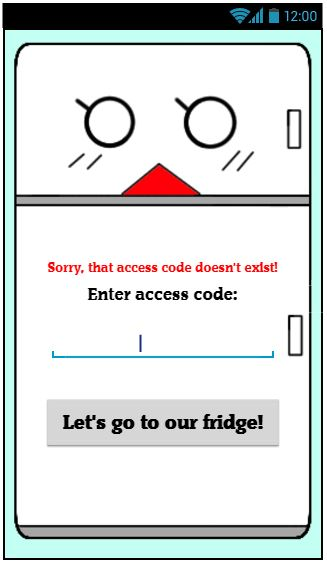 12:00
Sorry, that access code doesn't exist!
Enter access code:
Let's go to our fridge!